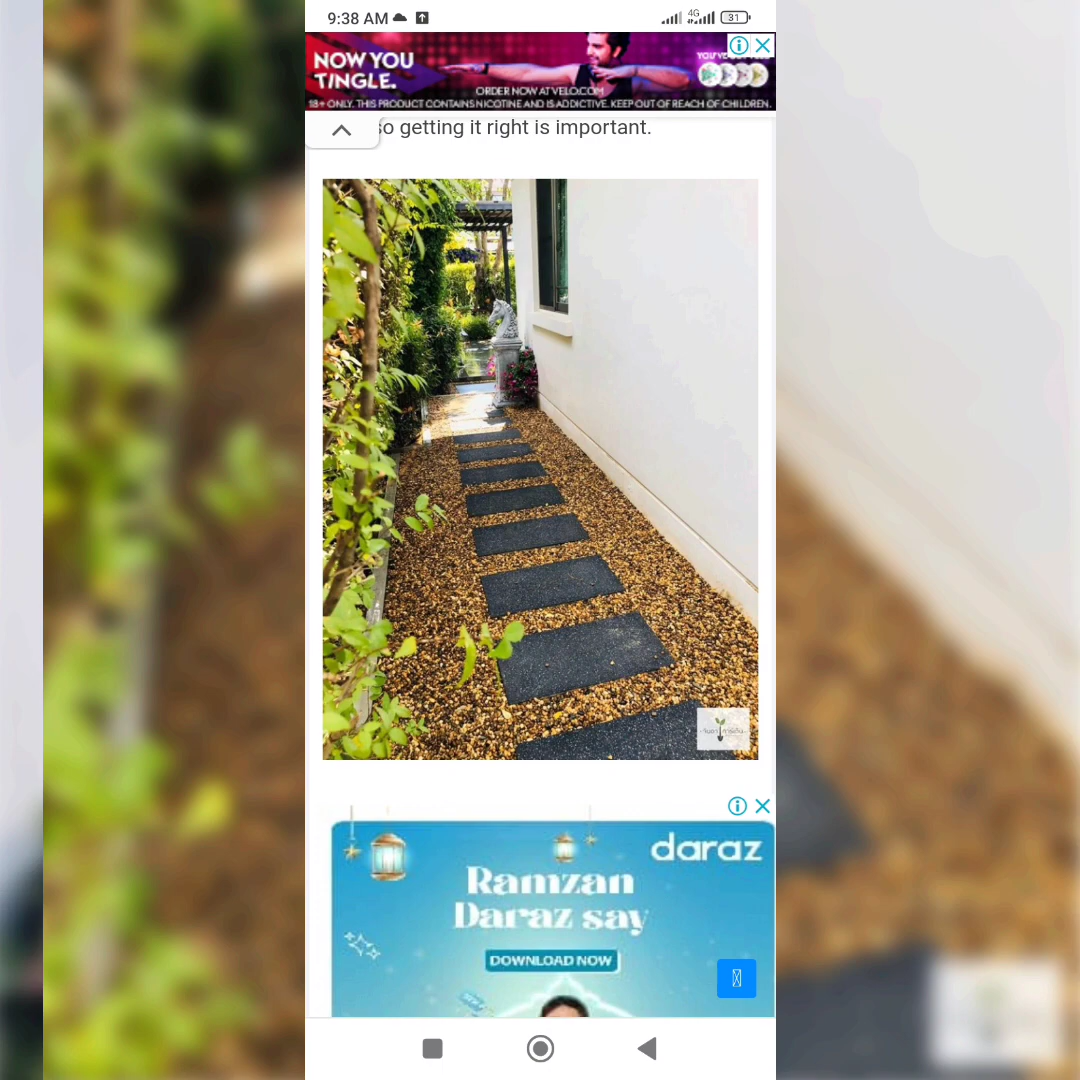 9:38 AM
4G
31
NOW YOU
TINGLE.
ORDER NOW AT VELO.COM
18+ ONLY. THIS PRODUCT CONTAINS NICOTINE AND IS ADDICTIVE. KEEP OUT OF REACH OF CHILDREN.
so getting it right is important.
daraz
Ramzan
Daraz say
DOWNLOAD NOW